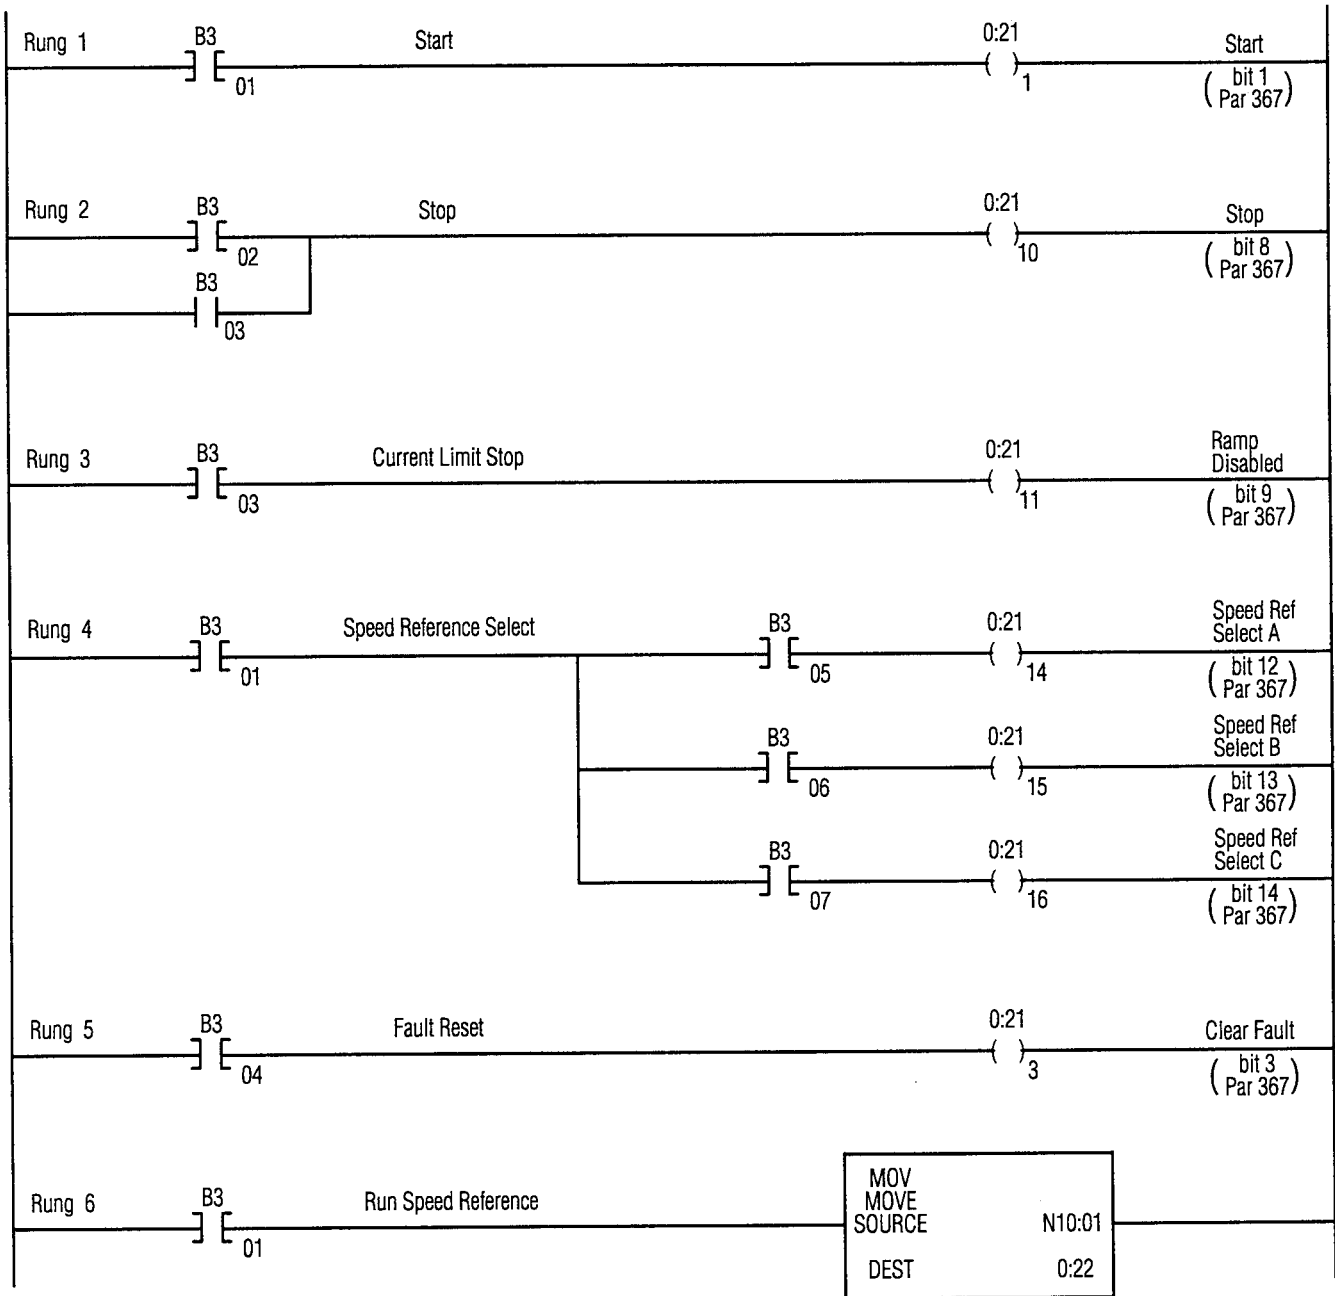 Rung 1 B3 Start 0:21 Start
01 1 ( bit 1
Par 367 )
Rung 2 B3 Stop 0:21 Stop
02 10 ( bit 8
Par 367 )
B3
03
Rung 3 B3 Current Limit Stop 0:21 Ramp
Disabled
03 11 ( bit 9
Par 367 )
Rung 4 B3 Speed Reference Select B3 0:21 Speed Ref
Select A
01 05 14 ( bit 12
Par 367 )
B3 0:21 Speed Ref
Select B
06 15 ( bit 13
Par 367 )
B3 0:21 Speed Ref
Select C
07 16 ( bit 14
Par 367 )
Rung 5 B3 Fault Reset 0:21 Clear Fault
04 3 ( bit 3
Par 367 )
Rung 6 B3 Run Speed Reference
01
MOV
MOVE
SOURCE N10:01
DEST 0:22